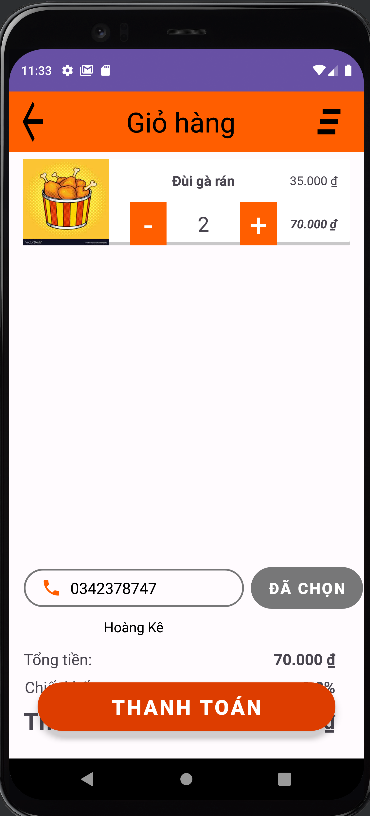 11:33
Giỏ hàng
Đùi gà rán
35.000 ₫
- 2 +
70.000 ₫
0342378747
ĐÃ CHỌN
Hoàng Kê
Tổng tiền:
70.000 ₫
THANH TOÁN